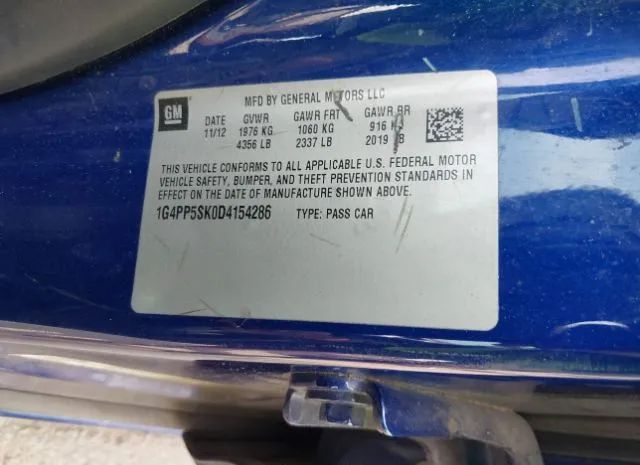 GM
MFD BY GENERAL MOTORS LLC
DATE GVWR GAWR FRT GAWR RR
11/12 1976 KG 1060 KG 916 KG
4356 LB 2337 LB 2019 LB
THIS VEHICLE CONFORMS TO ALL APPLICABLE U.S. FEDERAL MOTOR
VEHICLE SAFETY, BUMPER, AND THEFT PREVENTION STANDARDS IN
EFFECT ON THE DATE OF MANUFACTURE SHOWN ABOVE.
1G4PP5SK0D4154286 TYPE: PASS CAR